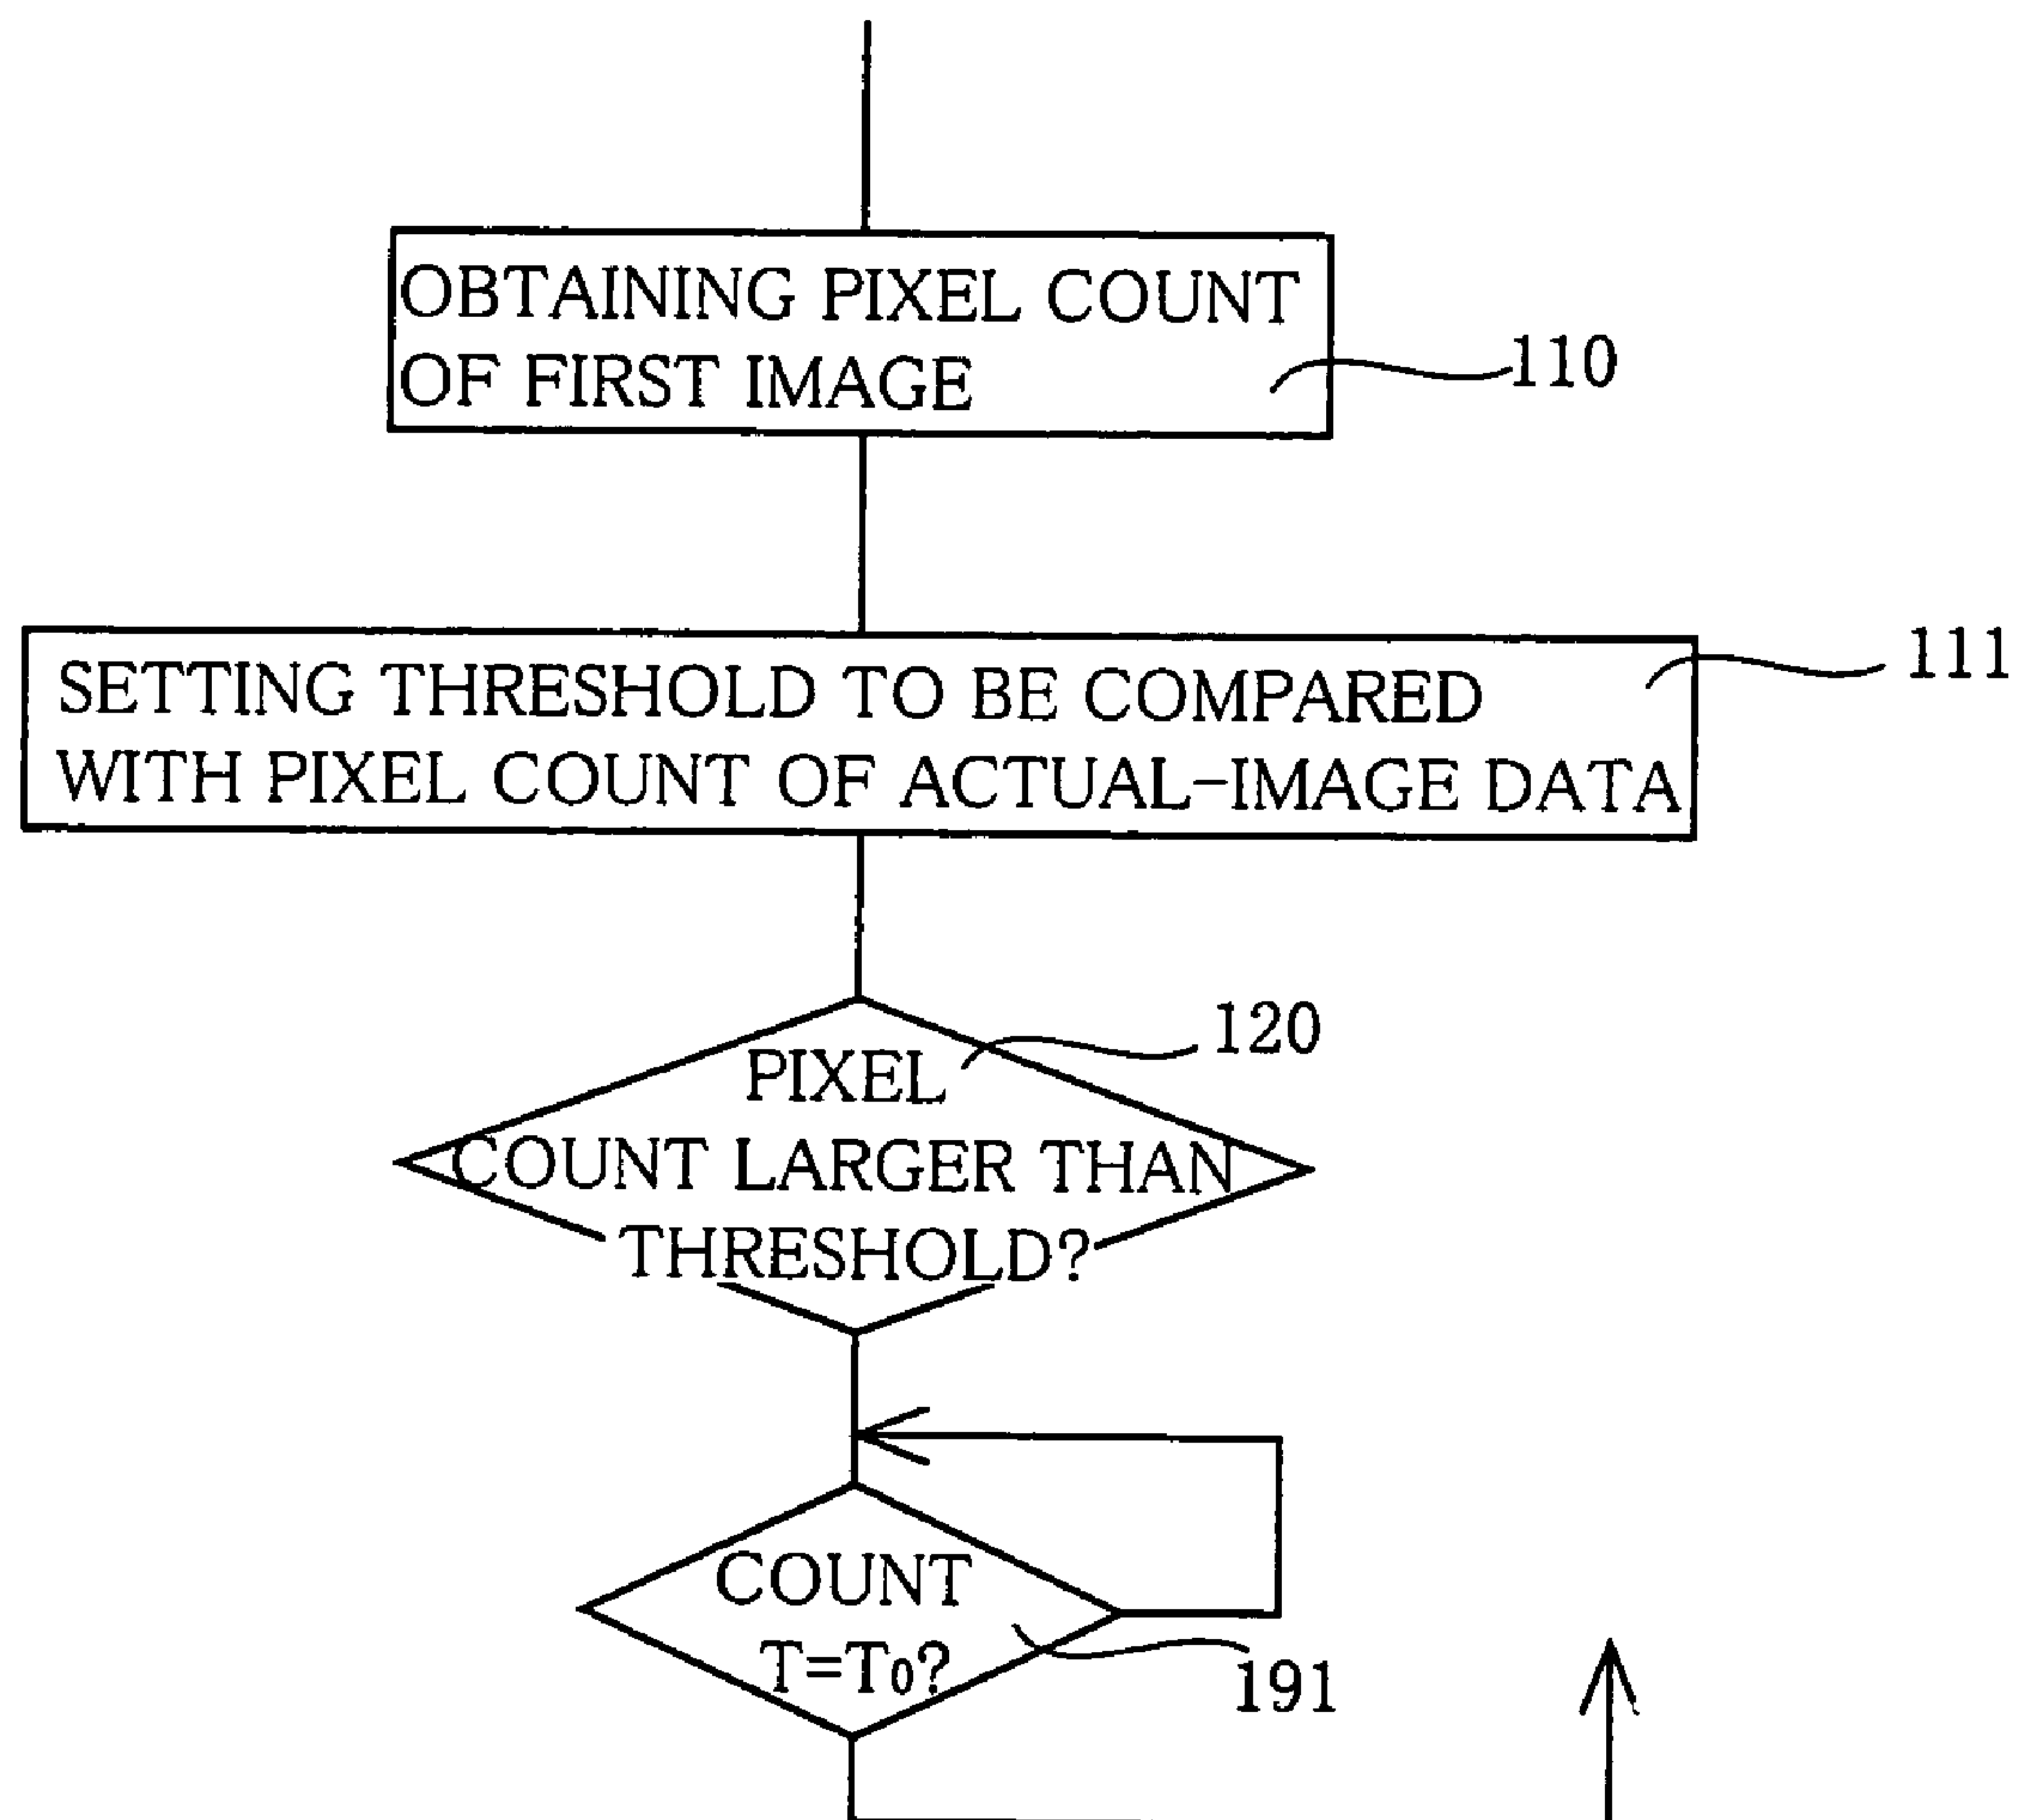 OBTAINING PIXEL COUNT
OF FIRST IMAGE
110
SETTING THRESHOLD TO BE COMPARED
WITH PIXEL COUNT OF ACTUAL-IMAGE DATA
111
120
PIXEL
COUNT LARGER THAN
THRESHOLD?
COUNT
T=T₀?
191